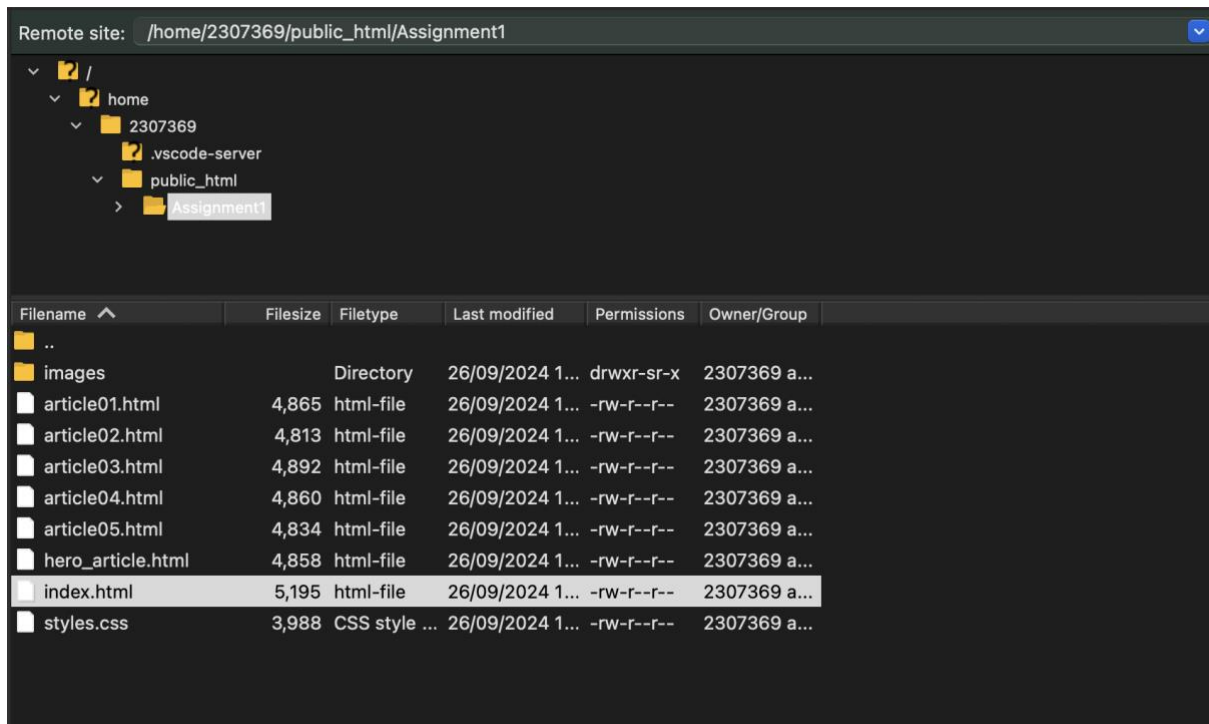 Remote site: /home/2307369/public_html/Assignment1
/
home
2307369
.vscode-server
public_html
Assignment1
Filename Filesize Filetype Last modified Permissions Owner/Group
..
images Directory 26/09/2024 1... drwxr-sr-x 2307369 a...
article01.html 4,865 html-file 26/09/2024 1... -rw-r--r-- 2307369 a...
article02.html 4,813 html-file 26/09/2024 1... -rw-r--r-- 2307369 a...
article03.html 4,892 html-file 26/09/2024 1... -rw-r--r-- 2307369 a...
article04.html 4,860 html-file 26/09/2024 1... -rw-r--r-- 2307369 a...
article05.html 4,834 html-file 26/09/2024 1... -rw-r--r-- 2307369 a...
hero_article.html 4,858 html-file 26/09/2024 1... -rw-r--r-- 2307369 a...
index.html 5,195 html-file 26/09/2024 1... -rw-r--r-- 2307369 a...
styles.css 3,988 CSS style ... 26/09/2024 1... -rw-r--r-- 2307369 a...